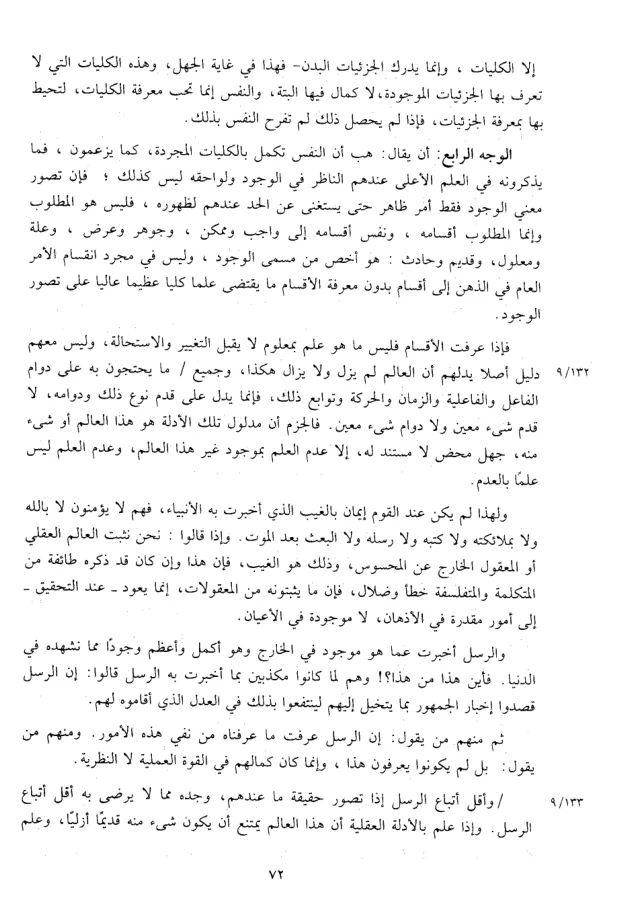 إلا الكليات ، وإنما يدرك الجزئيات البدن- فهذا في غاية الجهل، وهذه الكليات التي لا
تعرف بها الجزئيات الموجودة،لا كمال فيها البتة، والنفس إنما تحب معرفة الكليات، لتحيط
بها بمعرفة الجزئيات، فإذا لم يحصل ذلك لم تفرح النفس بذلك.
الوجه الرابع: أن يقال: هب أن النفس تكمل بالكليات المجردة، كما يزعمون ، فما
يذكرونه في العلم الأعلى عندهم الناظر في الوجود ولواحقه ليس كذلك ؛ فإن تصور
معني الوجود فقط أمر ظاهر حتى يستغنى عن الحد عندهم لظهوره ، فليس هو المطلوب
وإنما المطلوب أقسامه ، ونفس أقسامه إلى واجب وممكن ، وجوهر وعرض ، وعلة
ومعلول، وقديم وحادث : هو أخص من مسمى الوجود ، وليس في مجرد انقسام الأمر
العام في الذهن إلى أقسام بدون معرفة الأقسام ما يقتضى علما كليا عظيما عاليا على تصور
الوجود.
فإذا عرفت الأقسام فليس ما هو علم بمعلوم لا يقبل التغيير والاستحالة، وليس معهم
٩/١٣٢ دليل أصلا يدلهم أن العالم لم يزل ولا يزال هكذا، وجميع / ما يحتجون به على دوام
الفاعل والفاعلية والزمان والحركة وتوابع ذلك، فإنما يدل على قدم نوع ذلك ودوامه، لا
قدم شىء معين ولا دوام شىء معين. فالجزم أن مدلول تلك الأدلة هو هذا العالم أو شىء
منه، جهل محض لا مستند له، إلا عدم العلم بموجود غير هذا العالم، وعدم العلم ليس
علمًا بالعدم.
ولهذا لم يكن عند القوم إيمان بالغيب الذي أخبرت به الأنبياء، فهم لا يؤمنون لا بالله
ولا بملائكته ولا كتبه ولا رسله ولا البعث بعد الموت. وإذا قالوا : نحن نثبت العالم العقلي
أو المعقول الخارج عن المحسوس، وذلك هو الغيب، فإن هذا وإن كان قد ذكره طائفة من
المتكلمة والمتفلسفة خطأ وضلال، فإن ما يثبتونه من المعقولات، إنما يعود ـ عند التحقيق ـ
إلى أمور مقدرة في الأذهان، لا موجودة في الأعيان.
والرسل أخبرت عما هو موجود في الخارج وهو أكمل وأعظم وجودًا مما نشهده في
الدنيا. فأين هذا من هذا؟! وهم لما كانوا مكذبين بما أخبرت به الرسل قالوا: إن الرسل
قصدوا إخبار الجمهور بما يتخيل إليهم لينتفعوا بذلك في العدل الذي أقاموه لهم.
ثم منهم من يقول: إن الرسل عرفت ما عرفناه من نفي هذه الأمور. ومنهم من
يقول: بل لم يكونوا يعرفون هذا ، وإنما كان كمالهم في القوة العملية لا النظرية.
٩/١٣٣ / وأقل أتباع الرسل إذا تصور حقيقة ما عندهم، وجده مما لا يرضى به أقل أتباع
الرسل. وإذا علم بالأدلة العقلية أن هذا العالم يمتنع أن يكون شىء منه قديمًا أزليًا، وعلم
٧٢